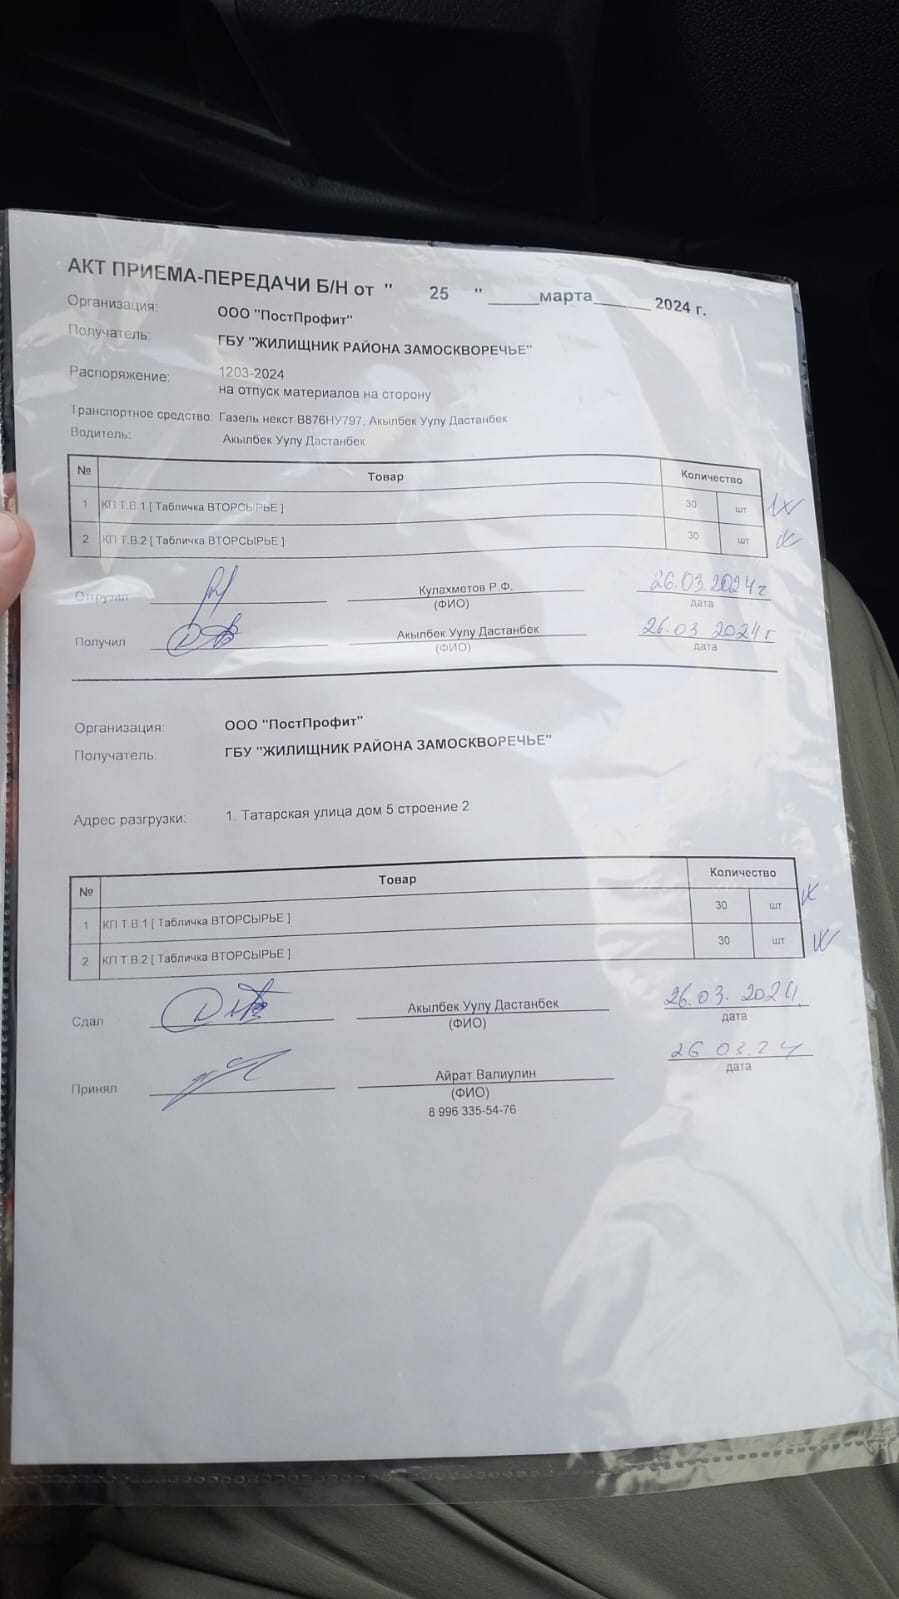 АКТ ПРИЕМА-ПЕРЕДАЧИ Б/Н от " 25 " ______марта______ 2024 г.
Организация: ООО "ПостПрофит"
Получатель: ГБУ "ЖИЛИЩНИК РАЙОНА ЗАМОСКВОРЕЧЬЕ"
Распоряжение: 1203-2024
на отпуск материалов на сторону
Транспортное средство: Газель некст В876НУ797, Акылбек Уулу Дастанбек
Водитель: Акылбек Уулу Дастанбек
№ Товар Количество
1 КП Т.В.1 [ Табличка ВТОРСЫРЬЕ ] 30 шт
2 КП Т.В.2 [ Табличка ВТОРСЫРЬЕ ] 30 шт
Отгрузил Кулахметов Р.Ф. 26.03.2024г
(ФИО) дата
Получил Акылбек Уулу Дастанбек 26.03.2024г
(ФИО) дата
Организация: ООО "ПостПрофит"
Получатель: ГБУ "ЖИЛИЩНИК РАЙОНА ЗАМОСКВОРЕЧЬЕ"
Адрес разгрузки: 1. Татарская улица дом 5 строение 2
№ Товар Количество
1 КП Т.В.1 [ Табличка ВТОРСЫРЬЕ ] 30 шт
2 КП Т.В.2 [ Табличка ВТОРСЫРЬЕ ] 30 шт
Сдал Акылбек Уулу Дастанбек 26.03.2024
(ФИО) дата
Принял Айрат Валиулин 26 03.24
(ФИО) дата
8 996 335-54-76